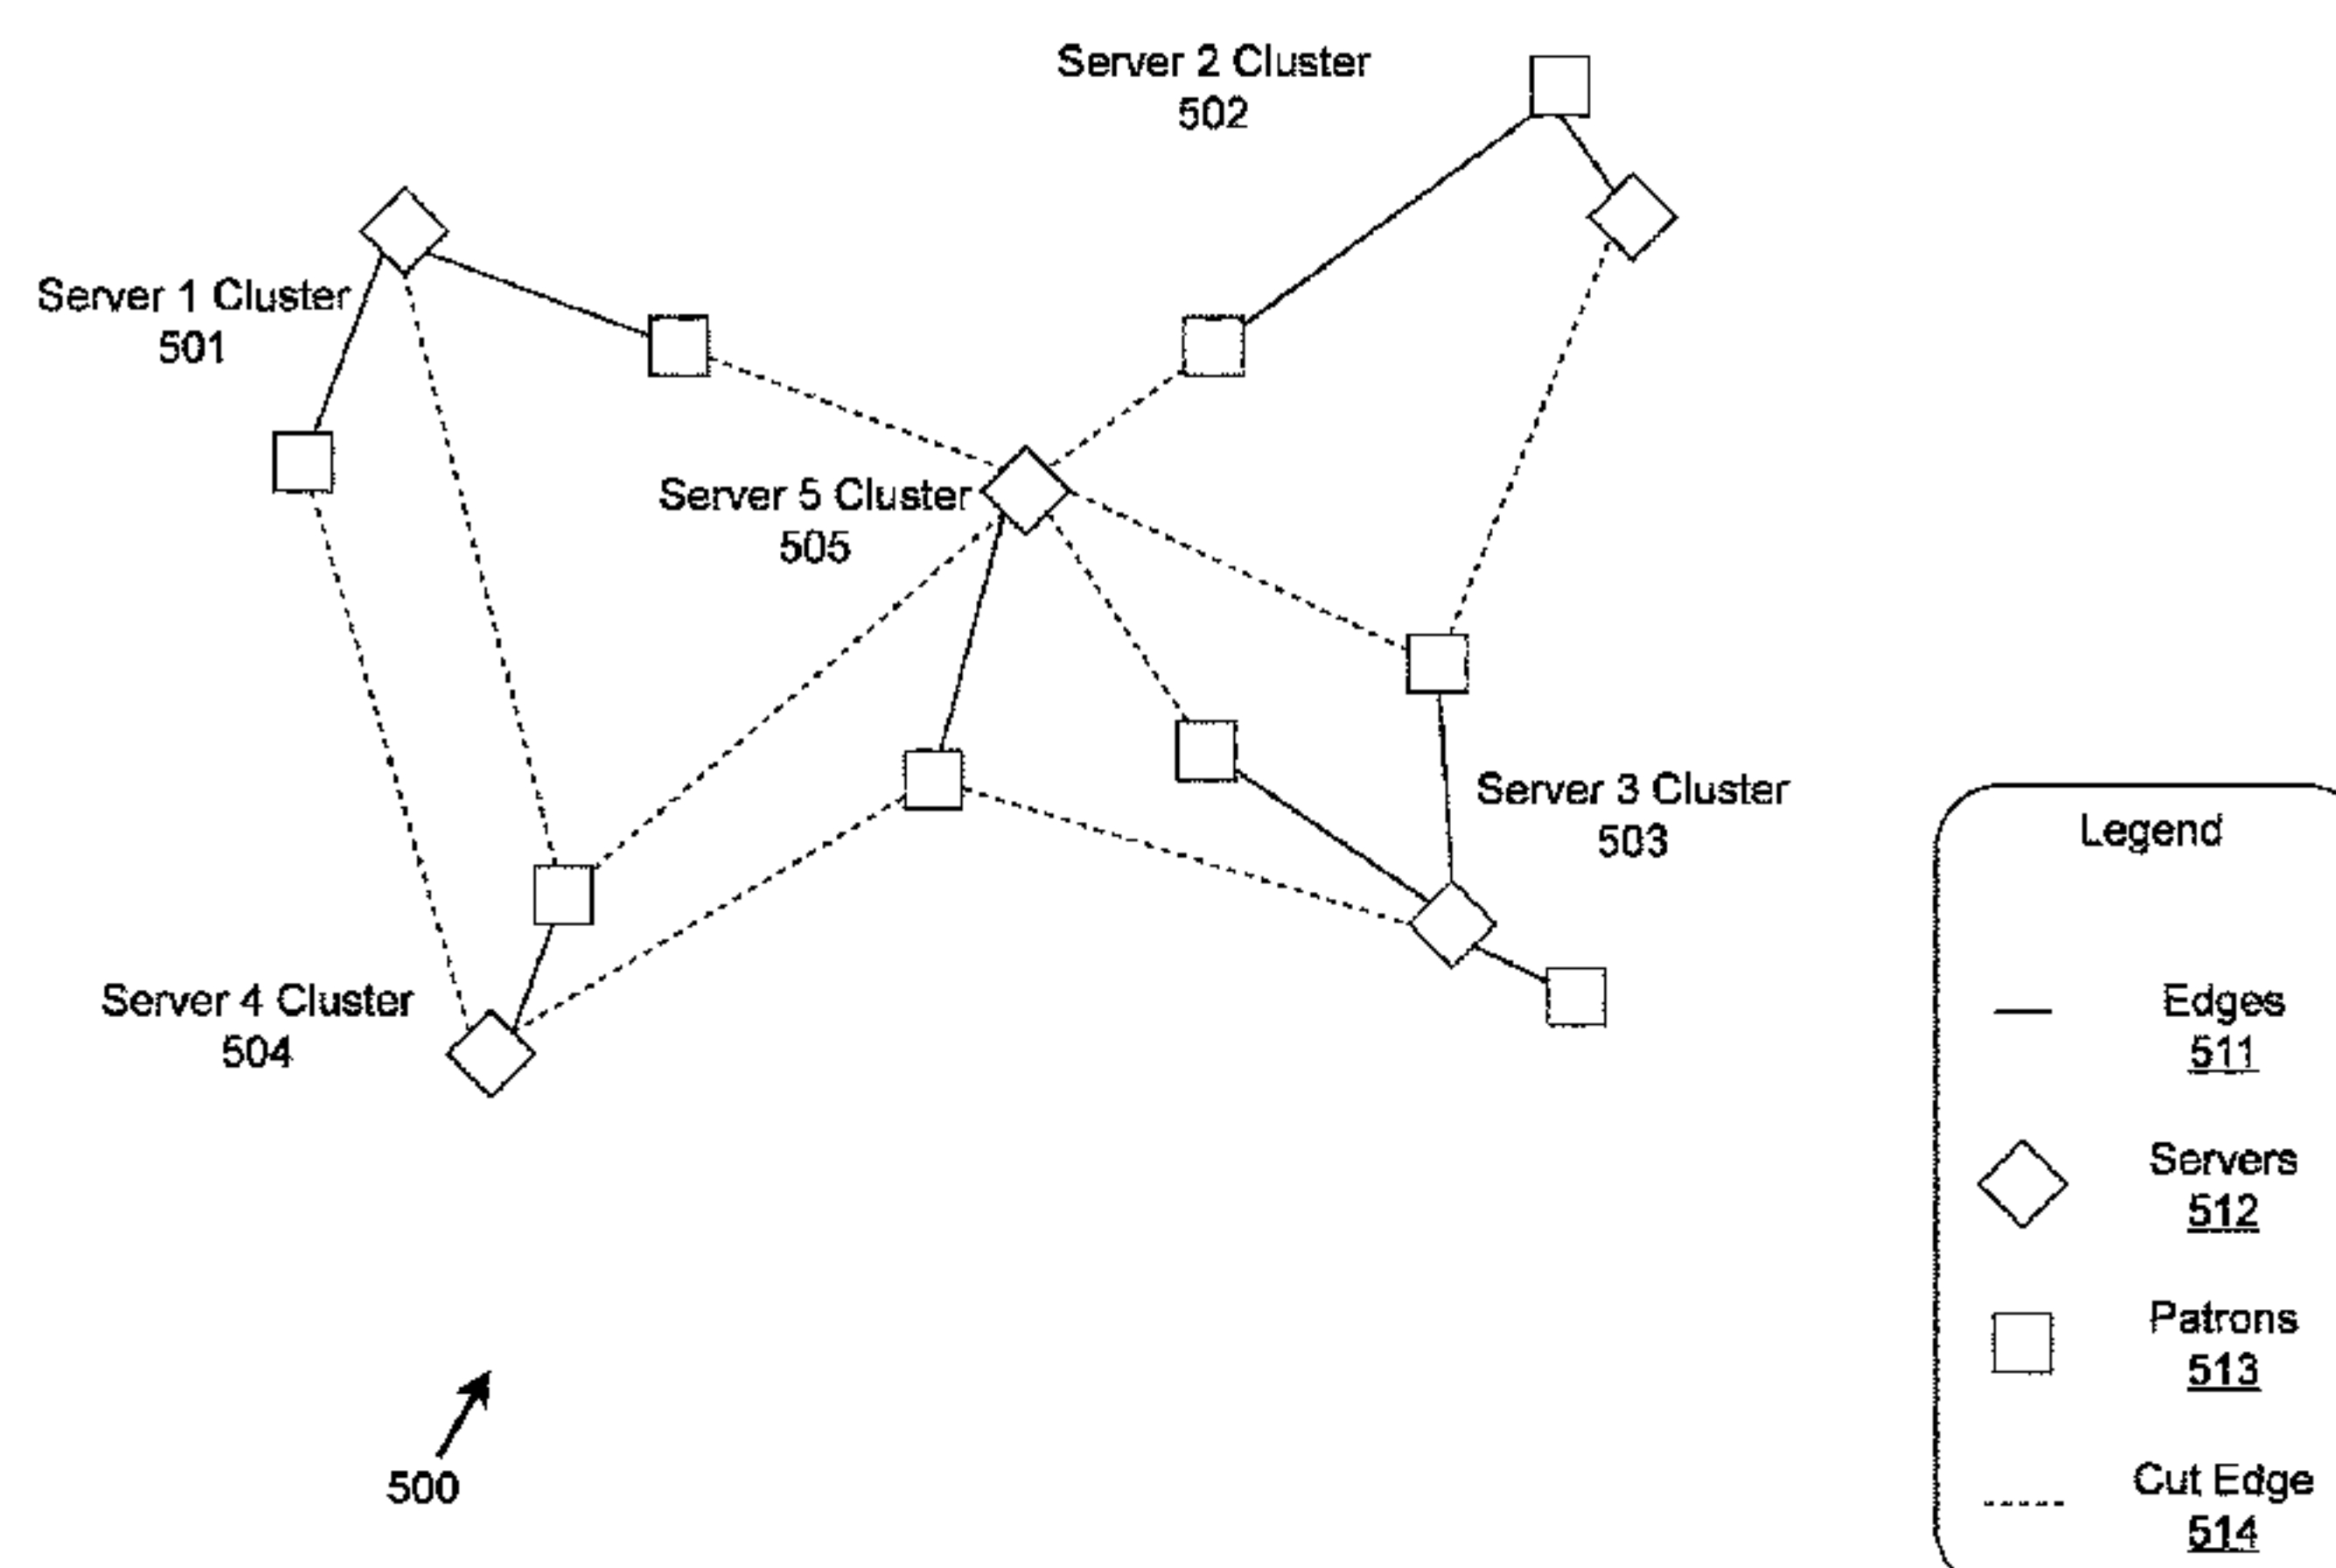 Server 2 Cluster
502
Server 1 Cluster
501
Server 5 Cluster
505
Server 3 Cluster
503
Server 4 Cluster
504
500
Legend
Edges
511
Servers
512
Patrons
513
Cut Edge
514